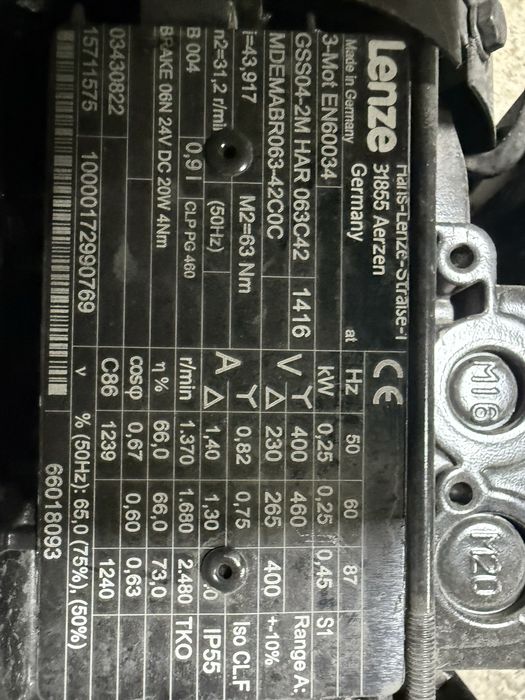 Lenze
Hans-Lenze-Straße-1
31855 Aerzen
Germany
CE
Made in Germany
3-Mot EN60034
GSS04-2M HAR 063C42 1416
MDEMABR063-42C0C
i=43,917 M2=63 Nm
n2=31,2 r/min (50Hz)
B 004 0,9 l CLP PG 460
BRAKE 06N 24V DC 20W 4Nm
03430822
15711575 10000172990769
at Hz 50 60 87 S1
kW 0,25 0,25 0,45 Range A:
V Y 400 460 +-10%
Δ 230 265 400
A Y 0,82 0,75 Iso CL.F
Δ 1,40 1,30 IP55
r/min 1.370 1.680 2.480 TKO
η % 66,0 66,0 73,0
cosφ 0,67 0,60 0,63
C86 1239 1240
v % (50Hz): 65,0 (75%), (50%)
66018093
M16
M20